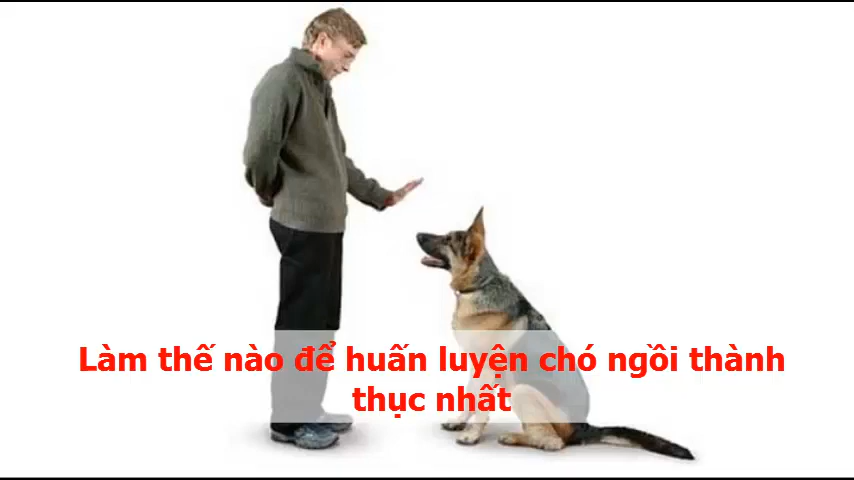 Làm thế nào để huấn luyện chó ngồi thành
thục nhất